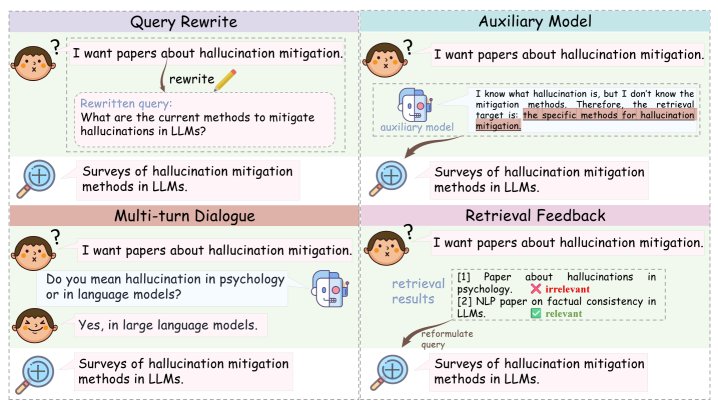 Query Rewrite
?
I want papers about hallucination mitigation.
rewrite
Rewritten query:
What are the current methods to mitigate
hallucinations in LLMs?
Surveys of hallucination mitigation
methods in LLMs.
Auxiliary Model
?
I want papers about hallucination mitigation.
I know what hallucination is, but I don't know the
mitigation methods. Therefore, the retrieval
target is: the specific methods for hallucination
mitigation.
auxiliary model
Surveys of hallucination mitigation
methods in LLMs.
Multi-turn Dialogue
?
I want papers about hallucination mitigation.
Do you mean hallucination in psychology
or in language models?
Yes, in large language models.
Surveys of hallucination mitigation
methods in LLMs.
Retrieval Feedback
?
I want papers about hallucination mitigation.
retrieval
results
[1] Paper about hallucinations in
psychology. irrelevant
[2] NLP paper on factual consistency in
LLMs. relevant
reformulate
query
Surveys of hallucination mitigation
methods in LLMs.